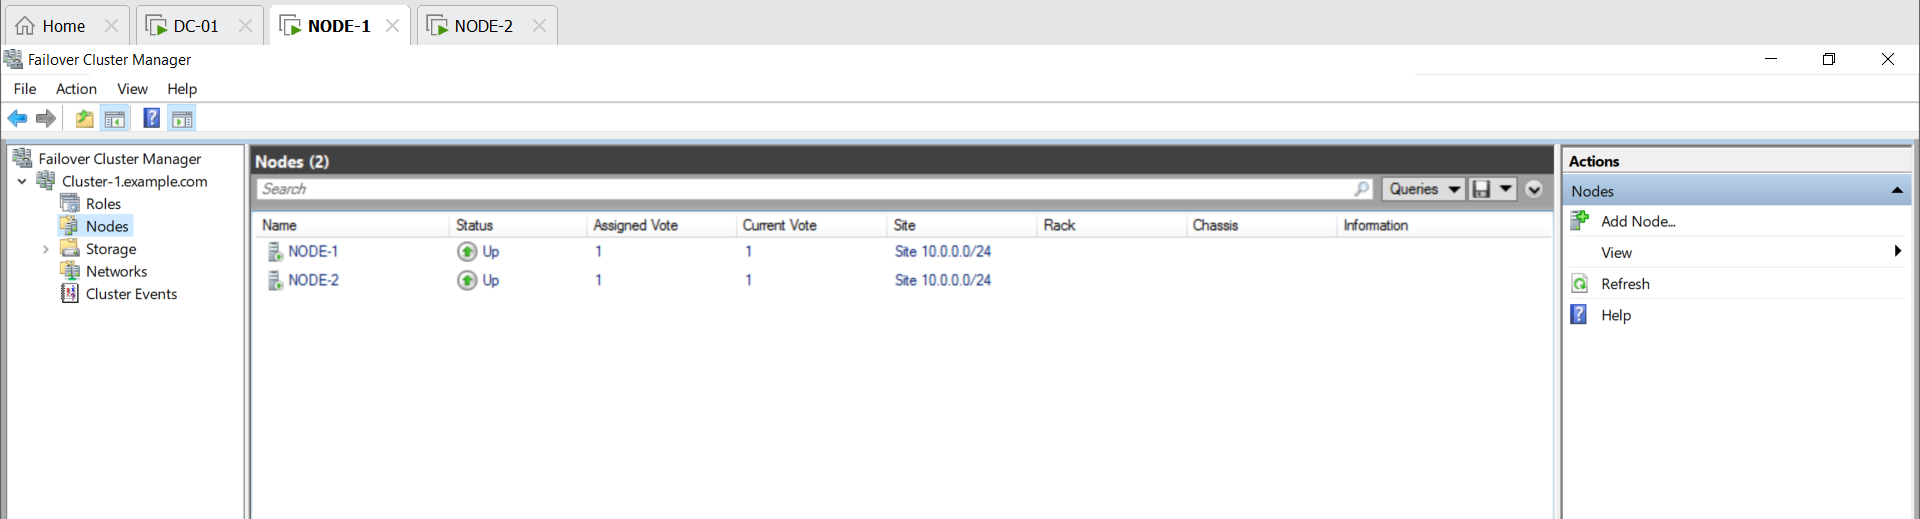 Home DC-01 NODE-1 NODE-2
Failover Cluster Manager
File Action View Help
Failover Cluster Manager
Cluster-1.example.com
Roles
Nodes
Storage
Networks
Cluster Events
Nodes (2)
Search Queries
Name Status Assigned Vote Current Vote Site Rack Chassis Information
NODE-1 Up 1 1 Site 10.0.0.0/24
NODE-2 Up 1 1 Site 10.0.0.0/24
Actions
Nodes
Add Node...
View
Refresh
Help